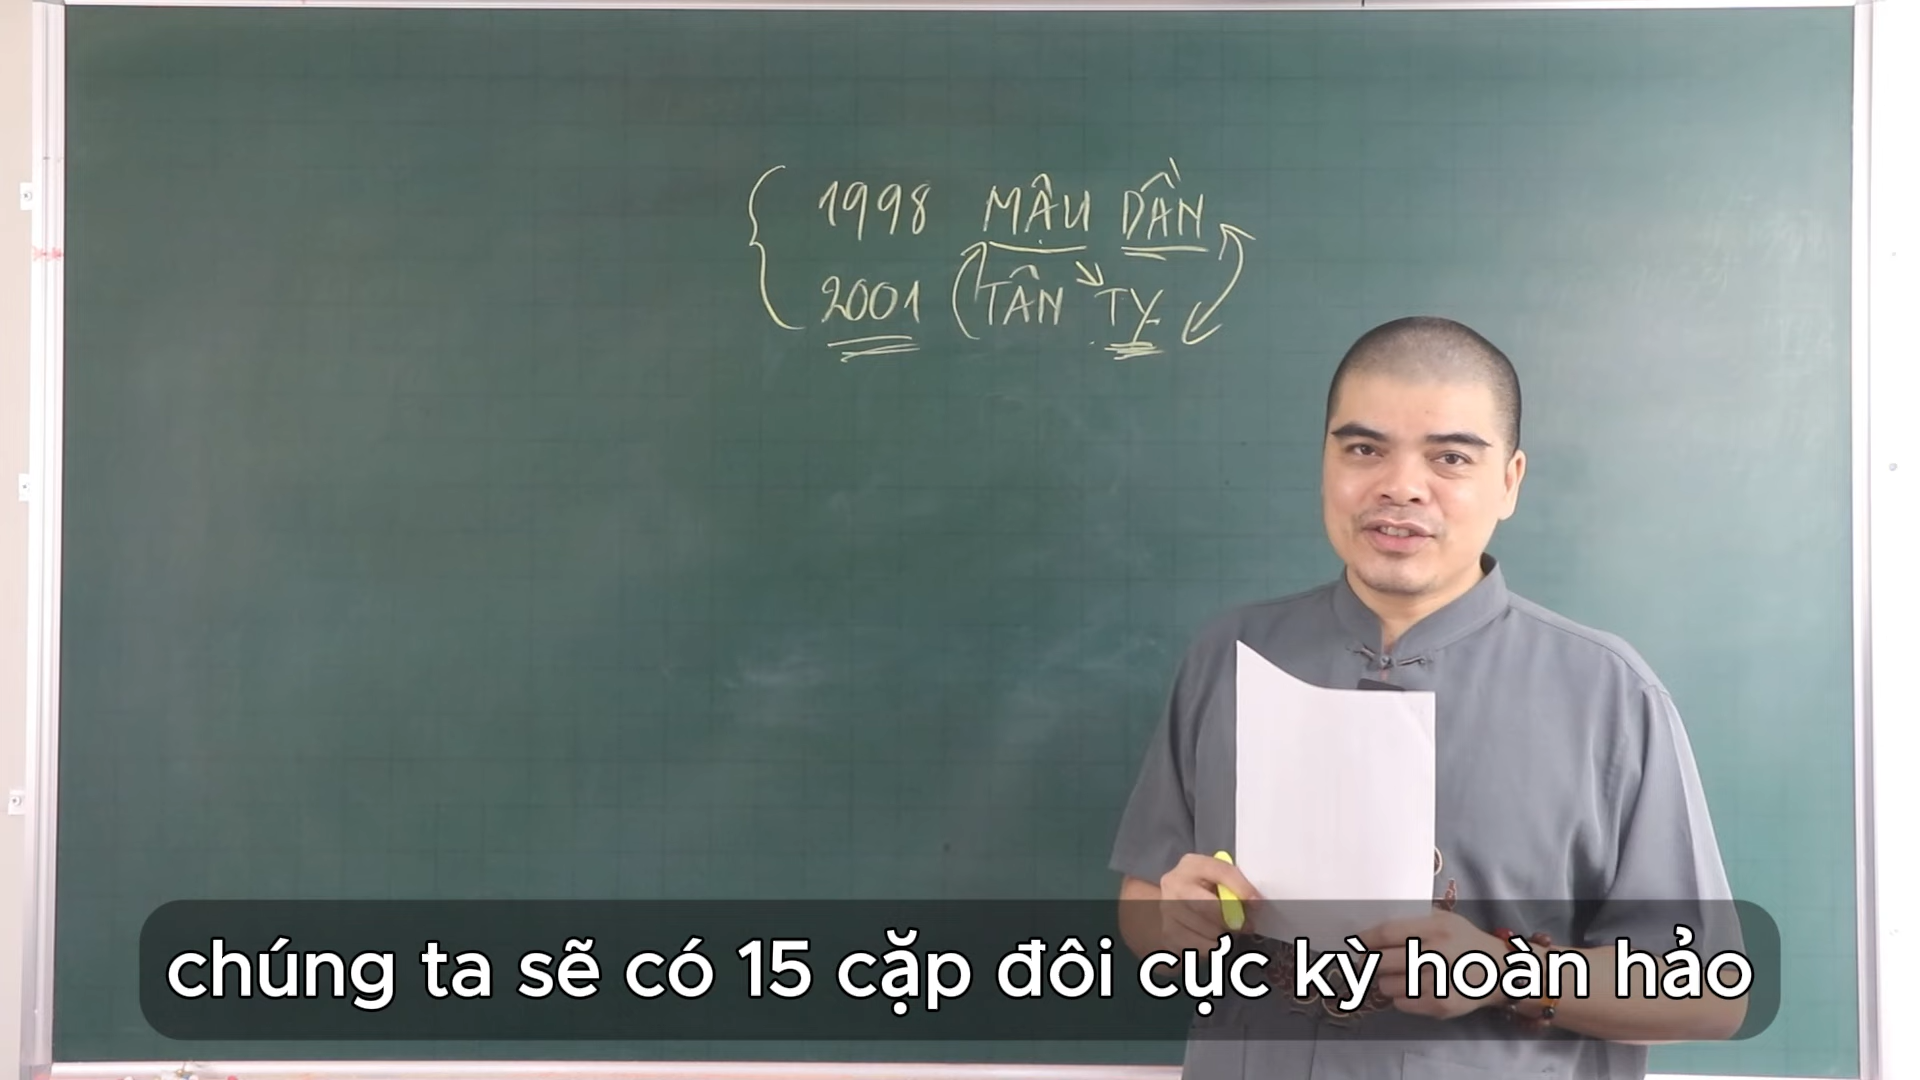 1998 MẬU DẦN
2001 TÂN TỴ
chúng ta sẽ có 15 cặp đôi cực kỳ hoàn hảo